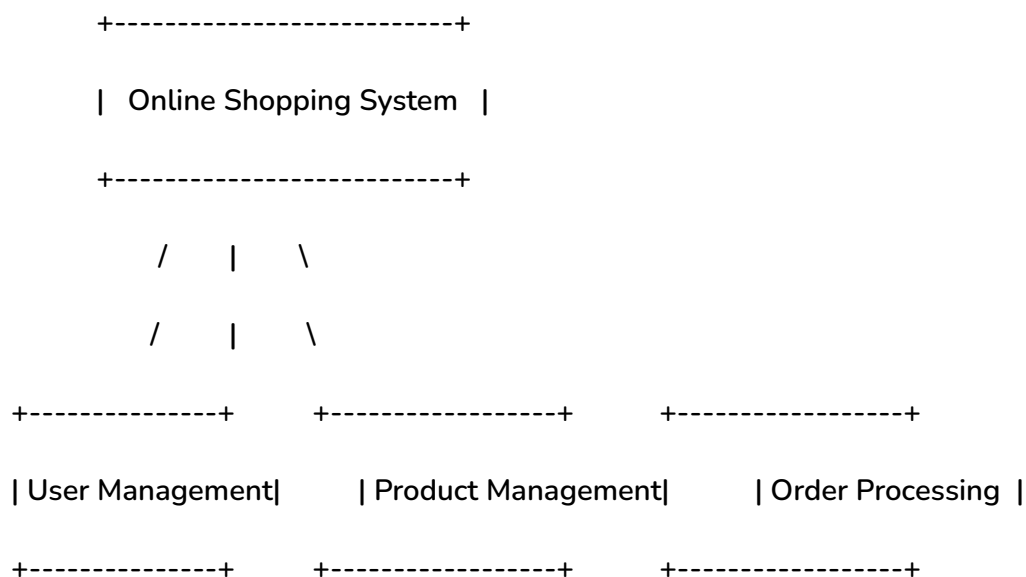 +---------------------------+
|   Online Shopping System   |
+---------------------------+
/        |        \
/         |         \
+---------------+          +------------------+           +------------------+
| User Management|          | Product Management|           | Order Processing  |
+---------------+          +------------------+           +------------------+